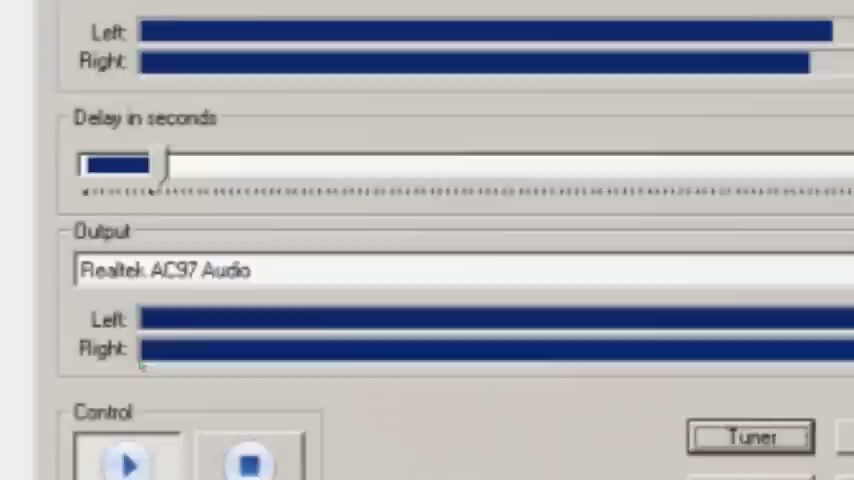 Left:
Right:
Delay in seconds
Output
Realtek AC97 Audio
Left:
Right:
Control
Tuner